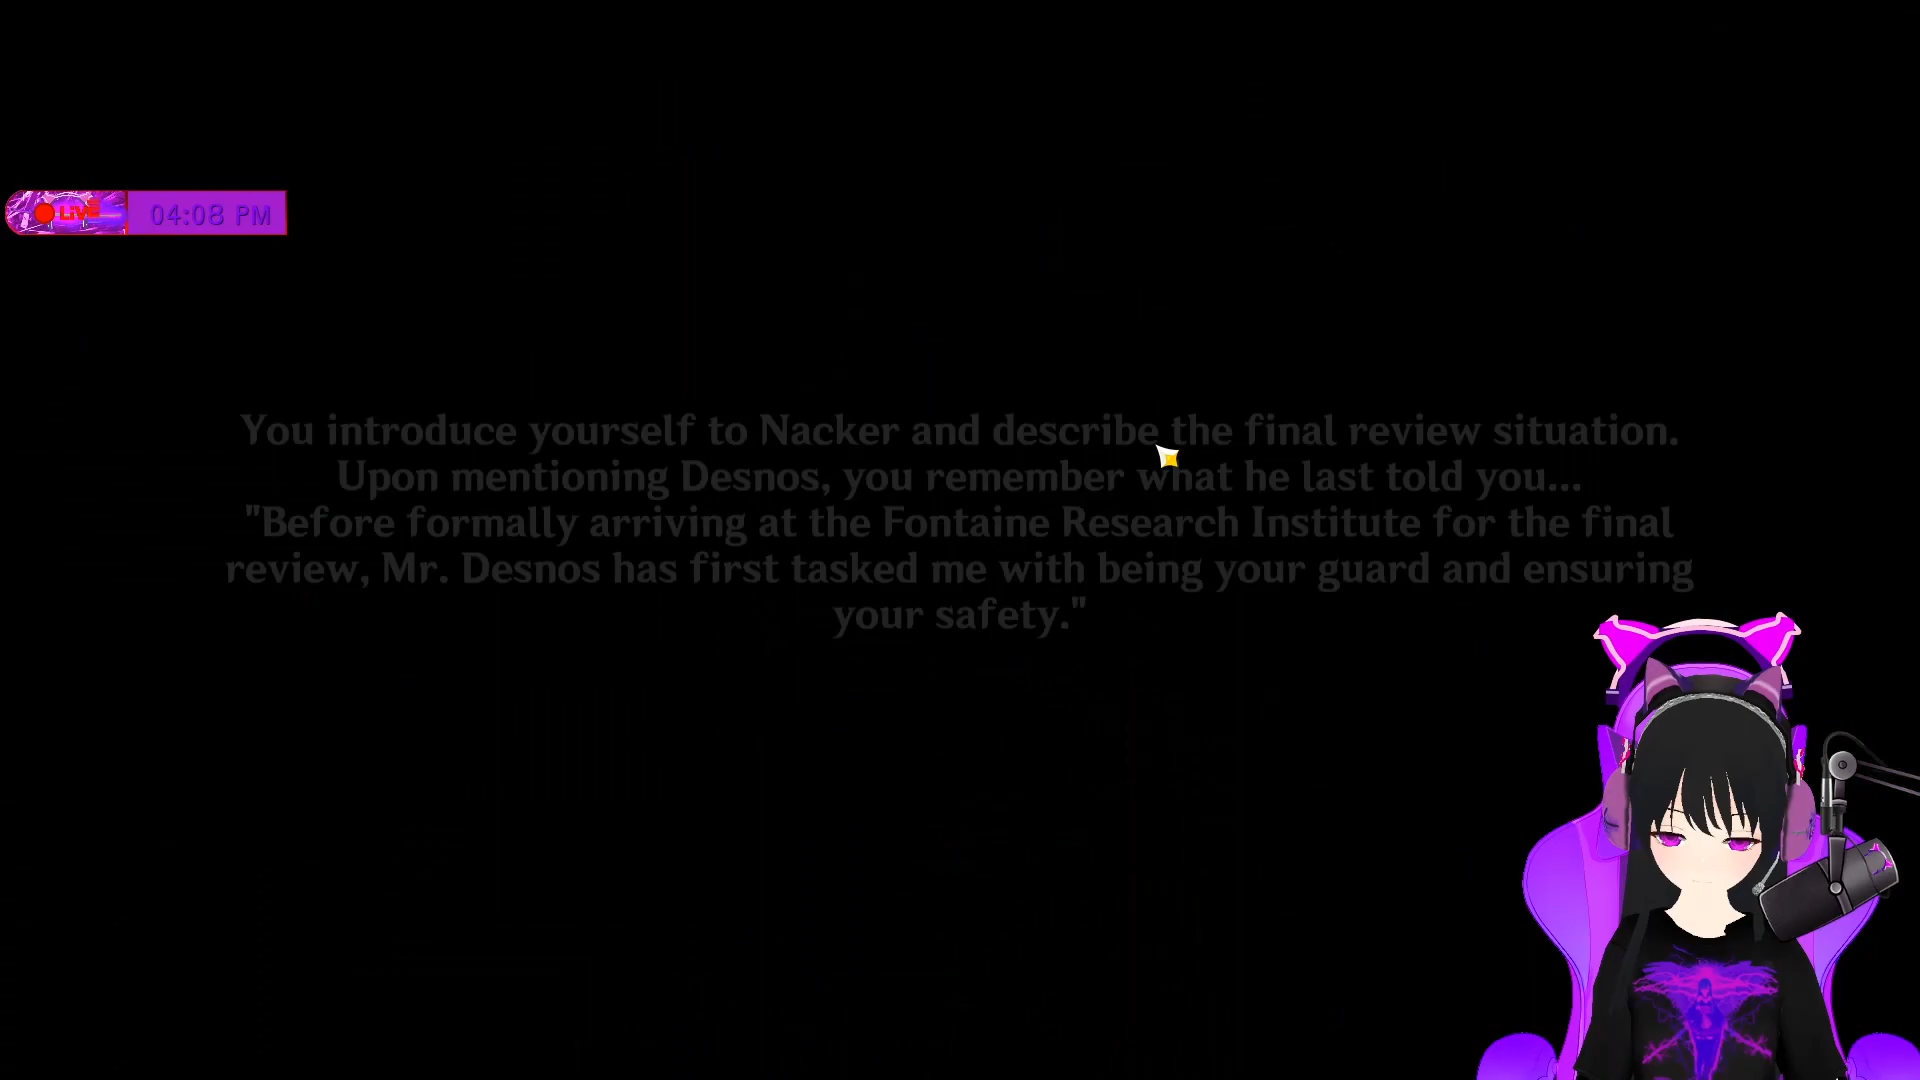 LIVE
04:08 PM
You introduce yourself to Nacker and describe the final review situation.
Upon mentioning Desnos, you remember what he last told you...
"Before formally arriving at the Fontaine Research Institute for the final
review, Mr. Desnos has first tasked me with being your guard and ensuring
your safety."